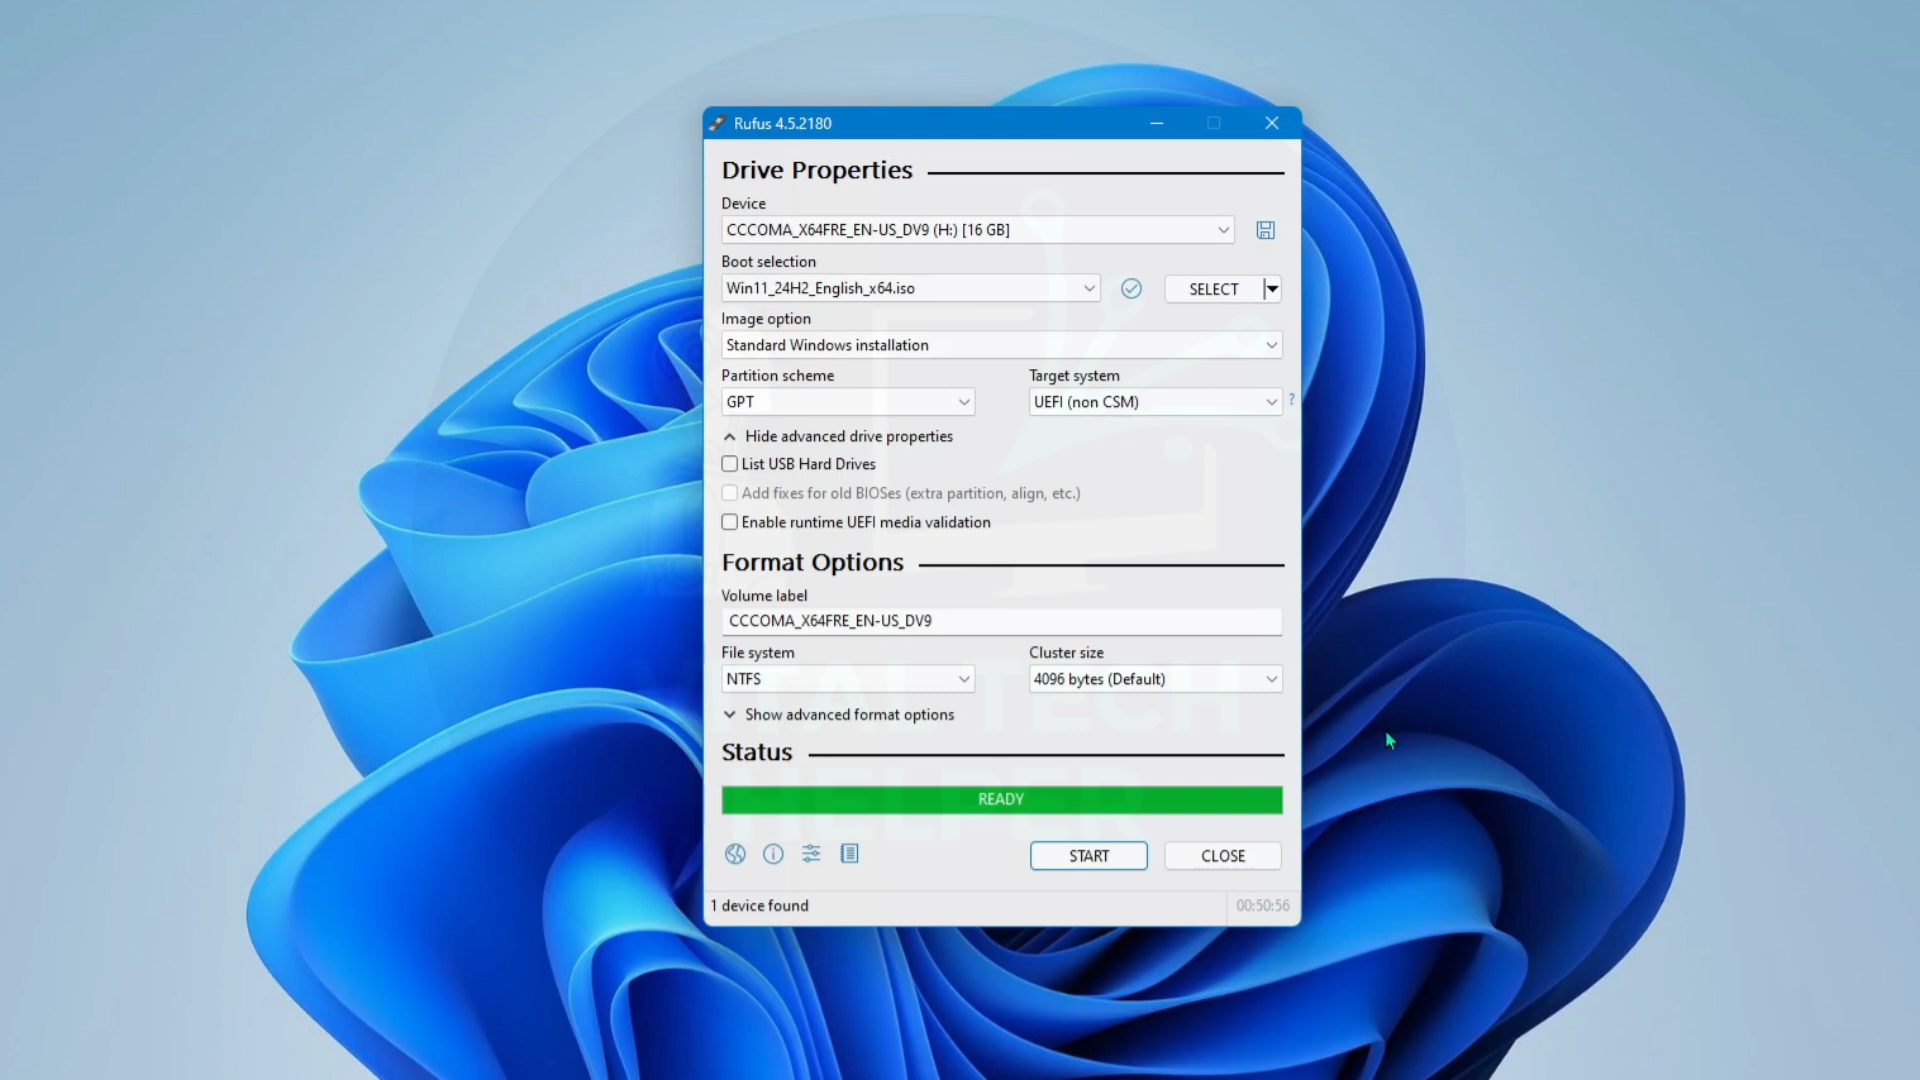 Rufus 4.5.2180
Drive Properties
Device
CCCOMA_X64FRE_EN-US_DV9 (H:) [16 GB]
Boot selection
Win11_24H2_English_x64.iso
SELECT
Image option
Standard Windows installation
Partition scheme
Target system
GPT
UEFI (non CSM)
?
Hide advanced drive properties
List USB Hard Drives
Add fixes for old BIOSes (extra partition, align, etc.)
Enable runtime UEFI media validation
Format Options
Volume label
CCCOMA_X64FRE_EN-US_DV9
File system
Cluster size
NTFS
4096 bytes (Default)
TECH
Show advanced format options
Status
READY
HELPER
START
CLOSE
1 device found
00:50:56